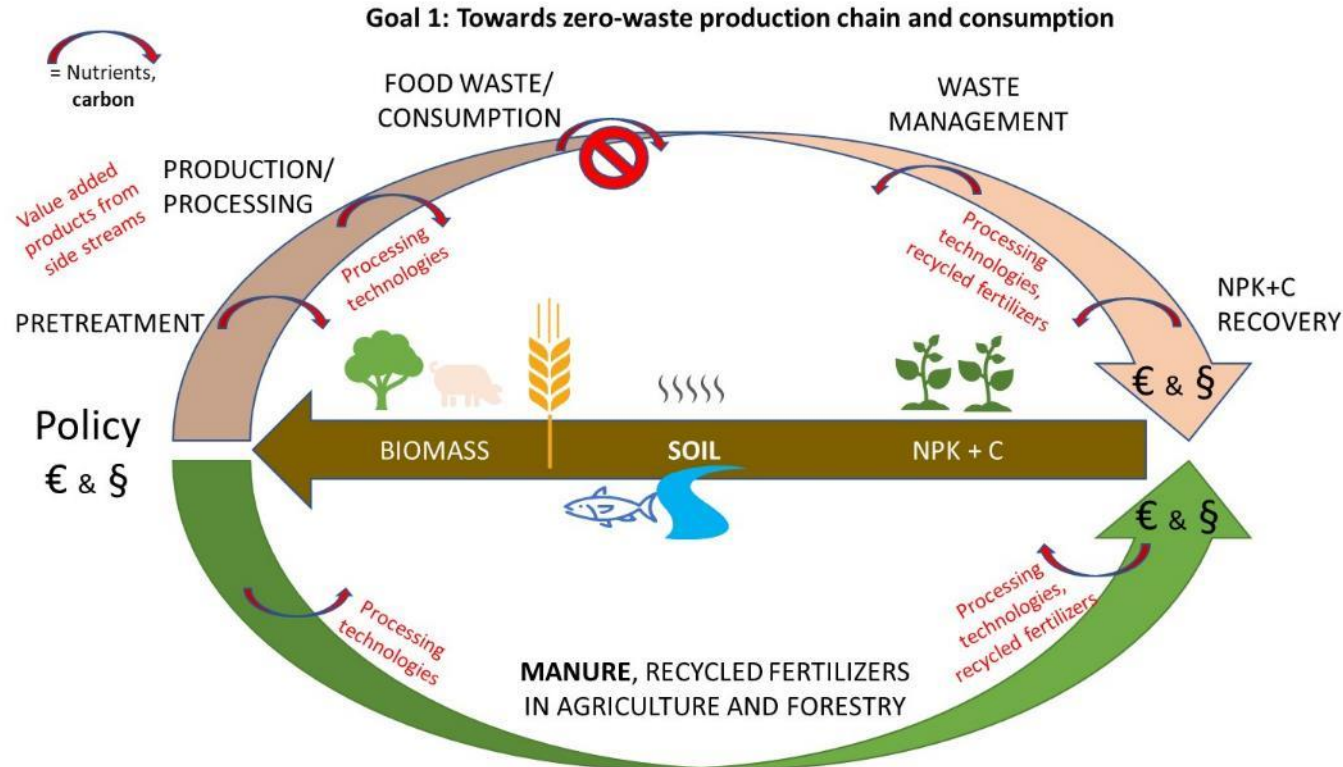 Goal 1: Towards zero-waste production chain and consumption
= Nutrients,
carbon
FOOD WASTE/
CONSUMPTION
WASTE
MANAGEMENT
PRODUCTION/
PROCESSING
Value added
products from
side streams
Processing
technologies
Processing
technologies,
recycled fertilizers
PRETREATMENT
NPK+C
RECOVERY
€ & §
Policy
€ & §
BIOMASS
SOIL
NPK + C
€ & §
Processing
technologies
Processing
technologies,
recycled fertilizers
MANURE, RECYCLED FERTILIZERS
IN AGRICULTURE AND FORESTRY